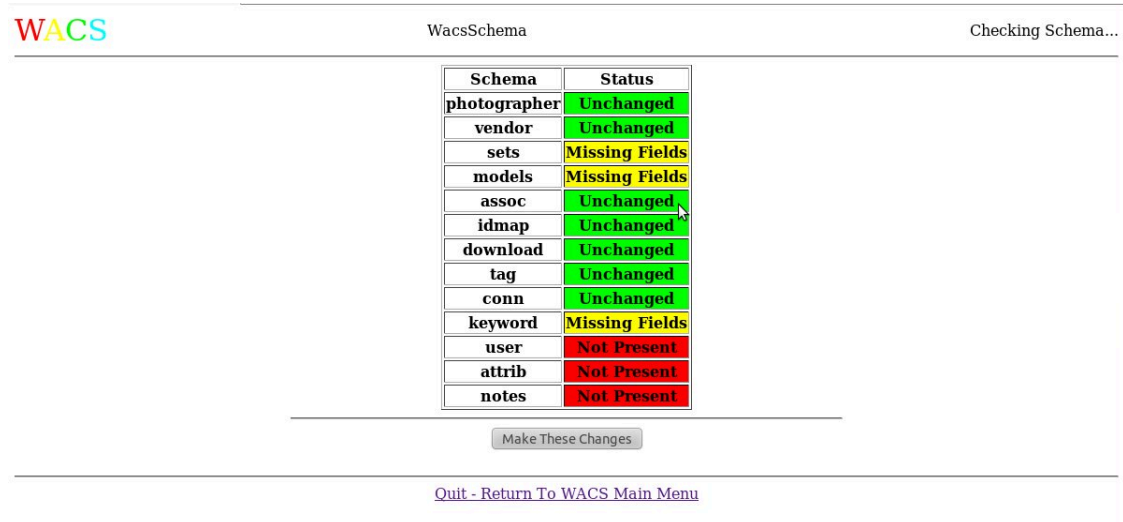 WACS WacsSchema Checking Schema...
Schema Status
photographer Unchanged
vendor Unchanged
sets Missing Fields
models Missing Fields
assoc Unchanged
idmap Unchanged
download Unchanged
tag Unchanged
conn Unchanged
keyword Missing Fields
user Not Present
attrib Not Present
notes Not Present
Make These Changes
Quit - Return To WACS Main Menu